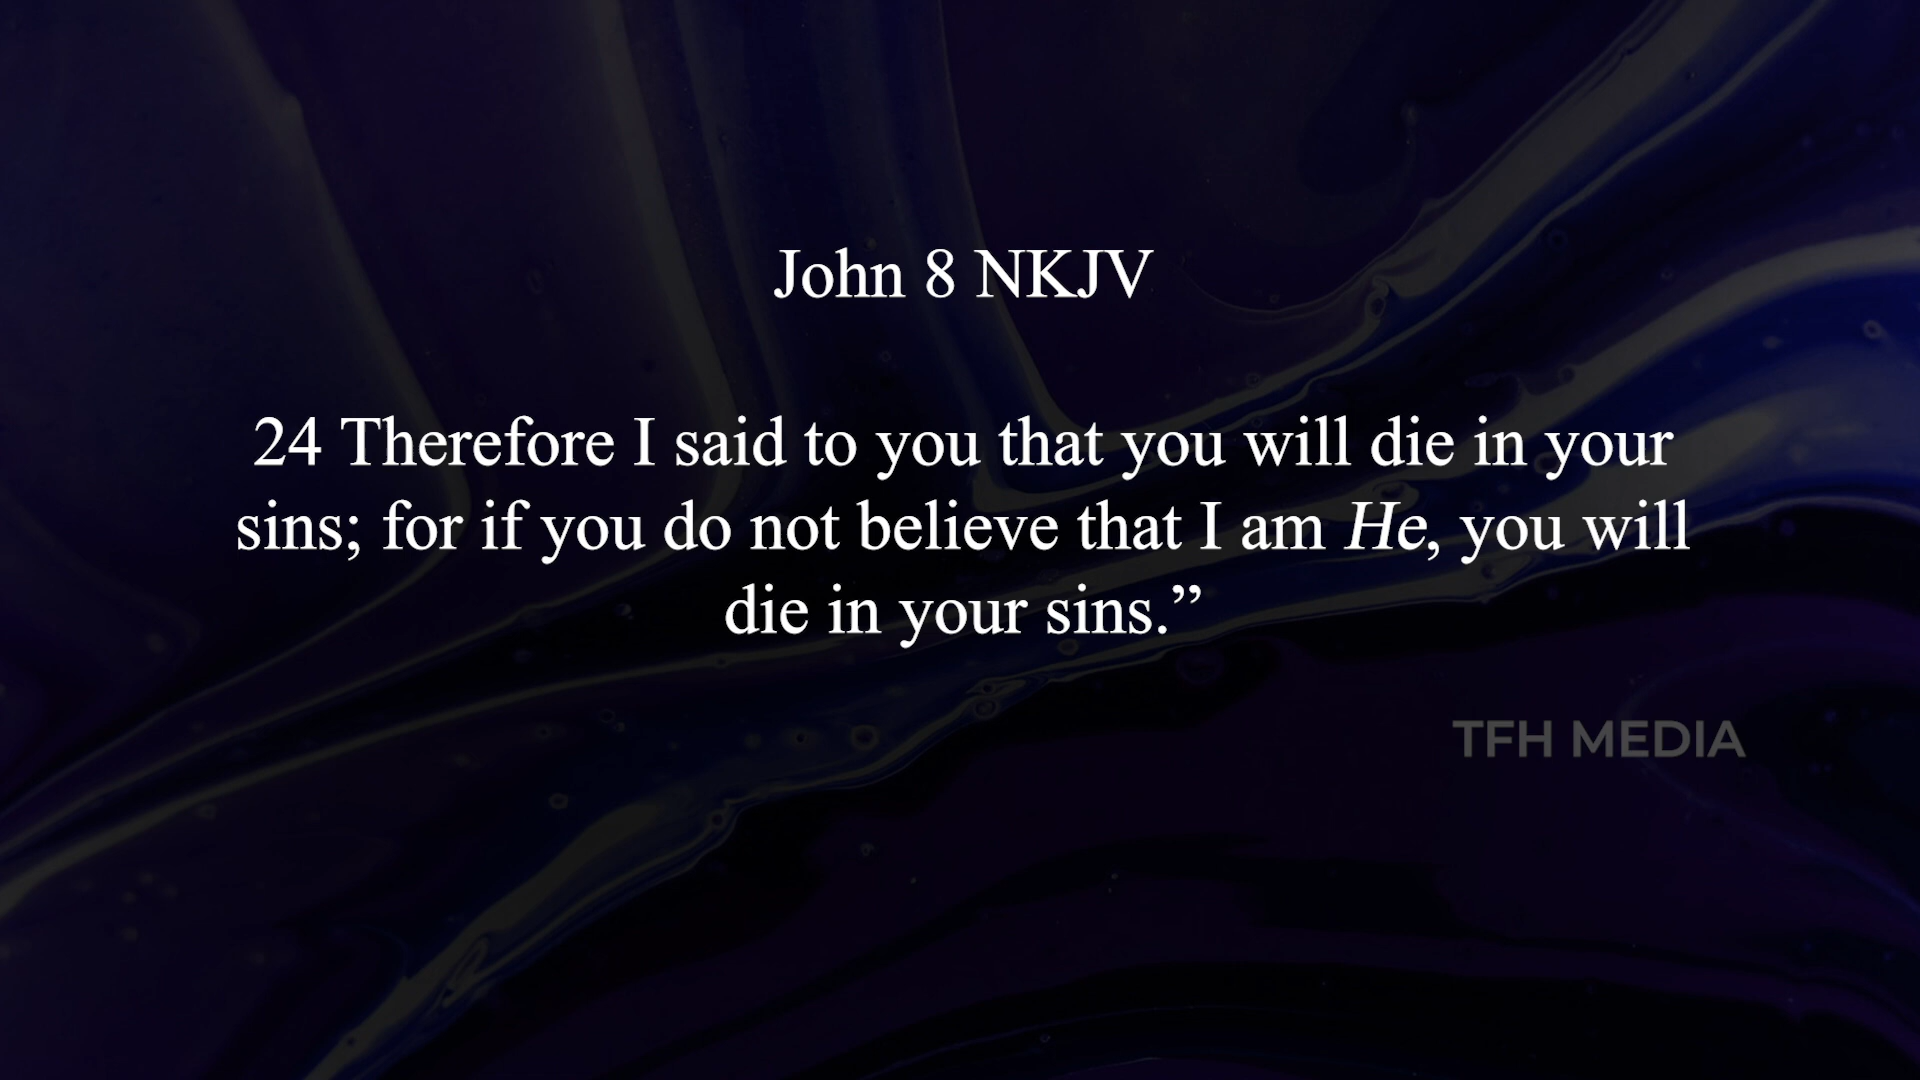 John 8 NKJV
24 Therefore I said to you that you will die in your
sins; for if you do not believe that I am He, you will
die in your sins.”
TFH MEDIA